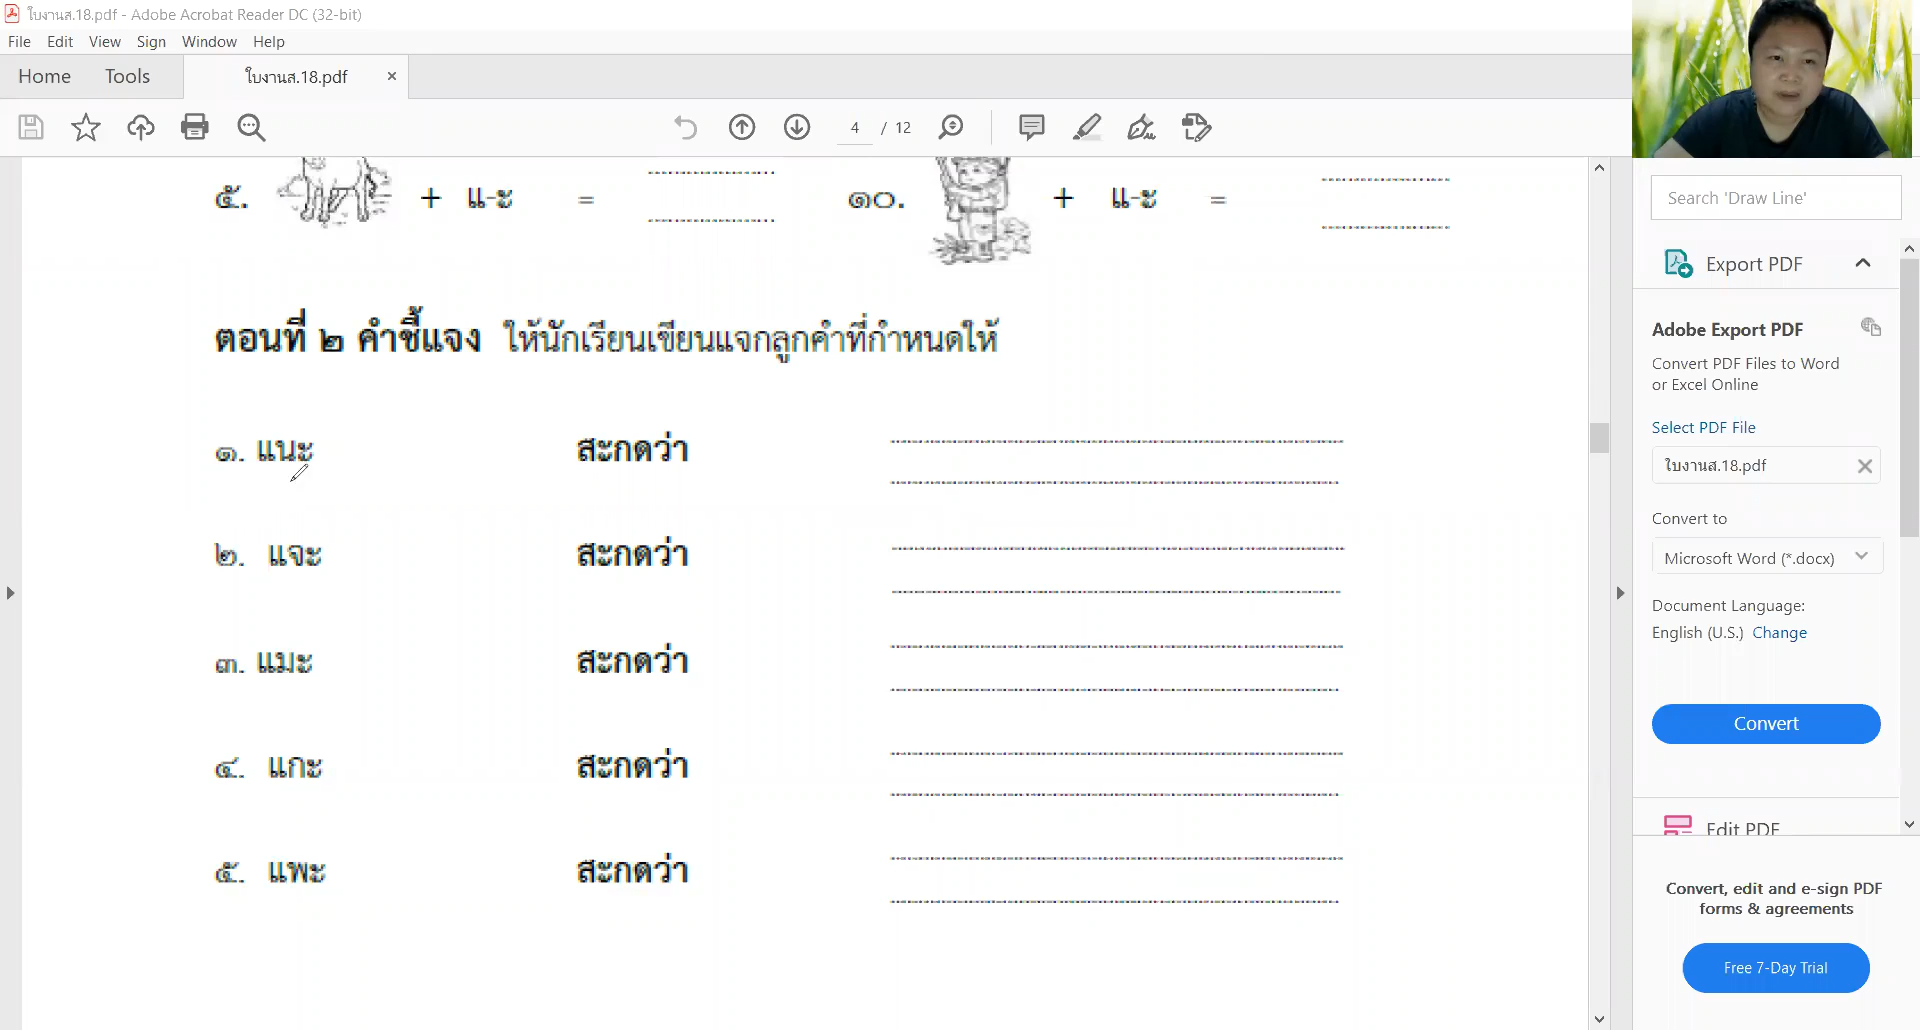 ใบงานส.18.pdf - Adobe Acrobat Reader DC (32-bit)
File Edit View Sign Window Help
Home Tools ใบงานส.18.pdf ×
4 / 12
๕. + แ-ะ = ๑๐. + แ-ะ =
ตอนที่ ๒ คำชี้แจง ให้นักเรียนเขียนแจกลูกคำที่กำหนดให้
๑. แนะ สะกดว่า
๒. แจะ สะกดว่า
๓. แมะ สะกดว่า
๔. แกะ สะกดว่า
๕. แพะ สะกดว่า
Search 'Draw Line'
Export PDF
Adobe Export PDF
Convert PDF Files to Word
or Excel Online
Select PDF File
ใบงานส.18.pdf
Convert to
Microsoft Word (*.docx)
Document Language:
English (U.S.) Change
Convert
Edit PDF
Convert, edit and e-sign PDF
forms & agreements
Free 7-Day Trial